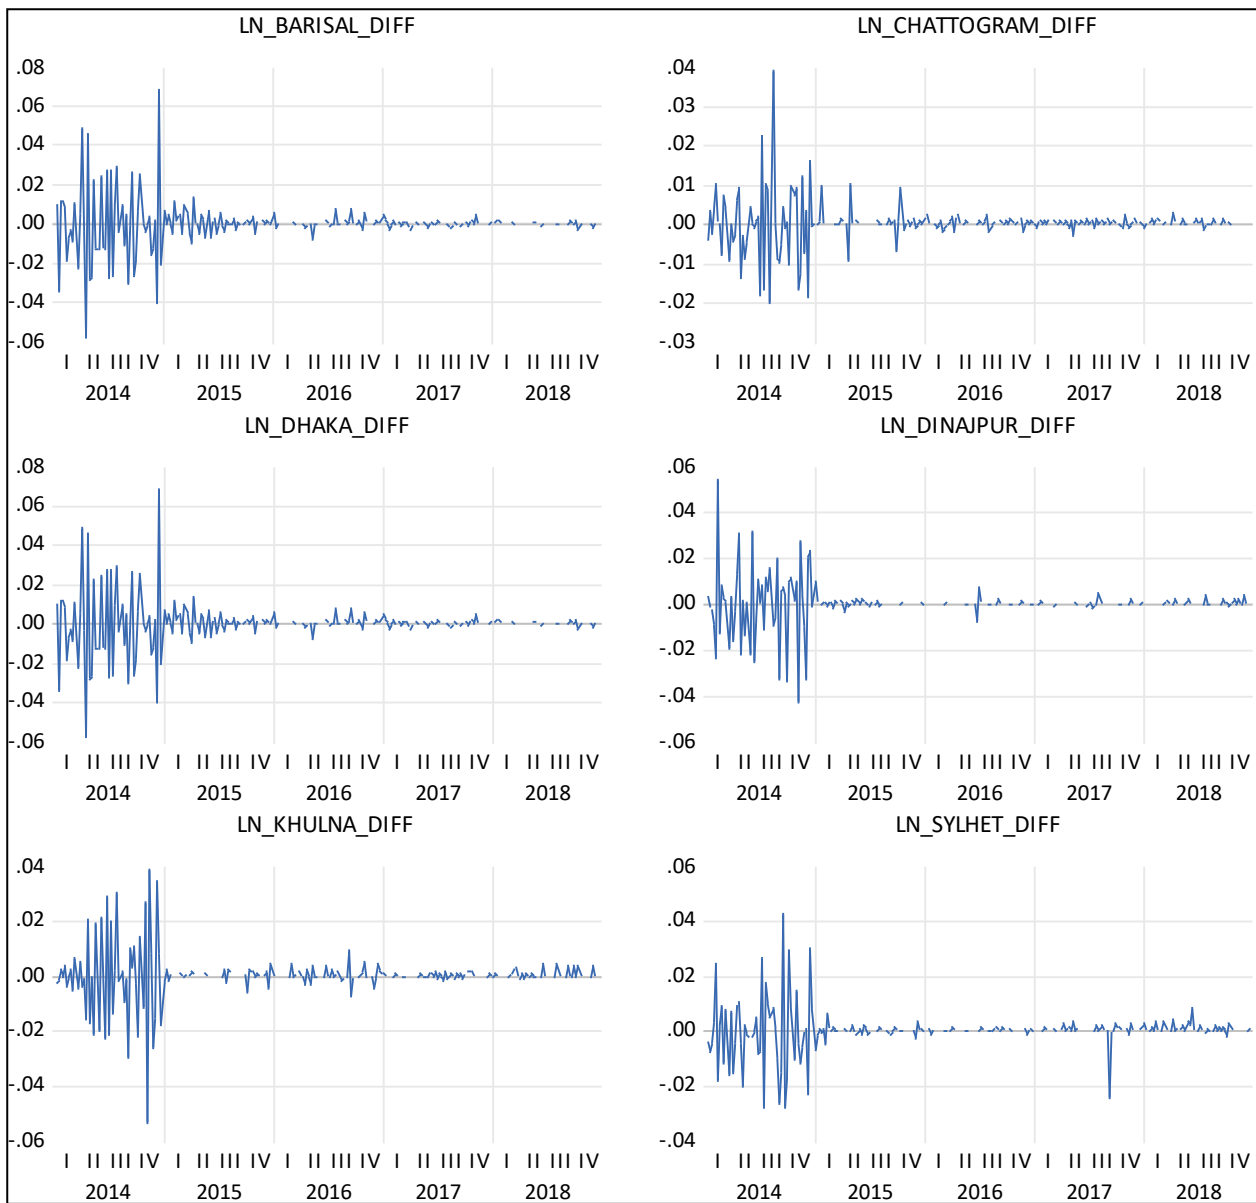 LN_BARISAL_DIFF
.08
.06
.04
.02
.00
-.02
-.04
-.06
I II III IV I II III IV I II III IV I II III IV I II III IV
2014 2015 2016 2017 2018
LN_CHATTOGRAM_DIFF
.04
.03
.02
.01
.00
-.01
-.02
-.03
I II III IV I II III IV I II III IV I II III IV I II III IV
2014 2015 2016 2017 2018
LN_DHAKA_DIFF
.08
.06
.04
.02
.00
-.02
-.04
-.06
I II III IV I II III IV I II III IV I II III IV I II III IV
2014 2015 2016 2017 2018
LN_DINAJPUR_DIFF
.06
.04
.02
.00
-.02
-.04
-.06
I II III IV I II III IV I II III IV I II III IV I II III IV
2014 2015 2016 2017 2018
LN_KHULNA_DIFF
.04
.02
.00
-.02
-.04
-.06
I II III IV I II III IV I II III IV I II III IV I II III IV
2014 2015 2016 2017 2018
LN_SYLHET_DIFF
.06
.04
.02
.00
-.02
-.04
I II III IV I II III IV I II III IV I II III IV I II III IV
2014 2015 2016 2017 2018